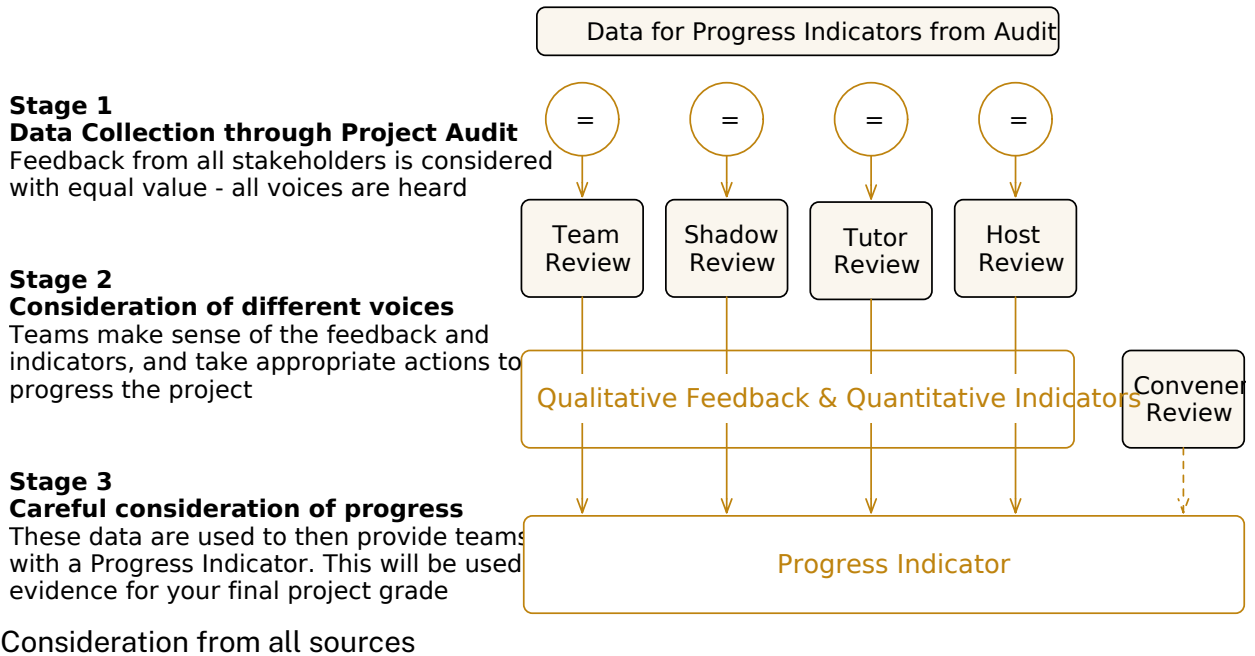 Data for Progress Indicators from Audit
Stage 1
Data Collection through Project Audit
Feedback from all stakeholders is considered
with equal value - all voices are heard
= = = =
Team
Review
Shadow
Review
Tutor
Review
Host
Review
Stage 2
Consideration of different voices
Teams make sense of the feedback and
indicators, and take appropriate actions to
progress the project
Qualitative Feedback & Quantitative Indicators
Convener
Review
Stage 3
Careful consideration of progress
These data are used to then provide teams
with a Progress Indicator. This will be used
evidence for your final project grade
Progress Indicator
Consideration from all sources